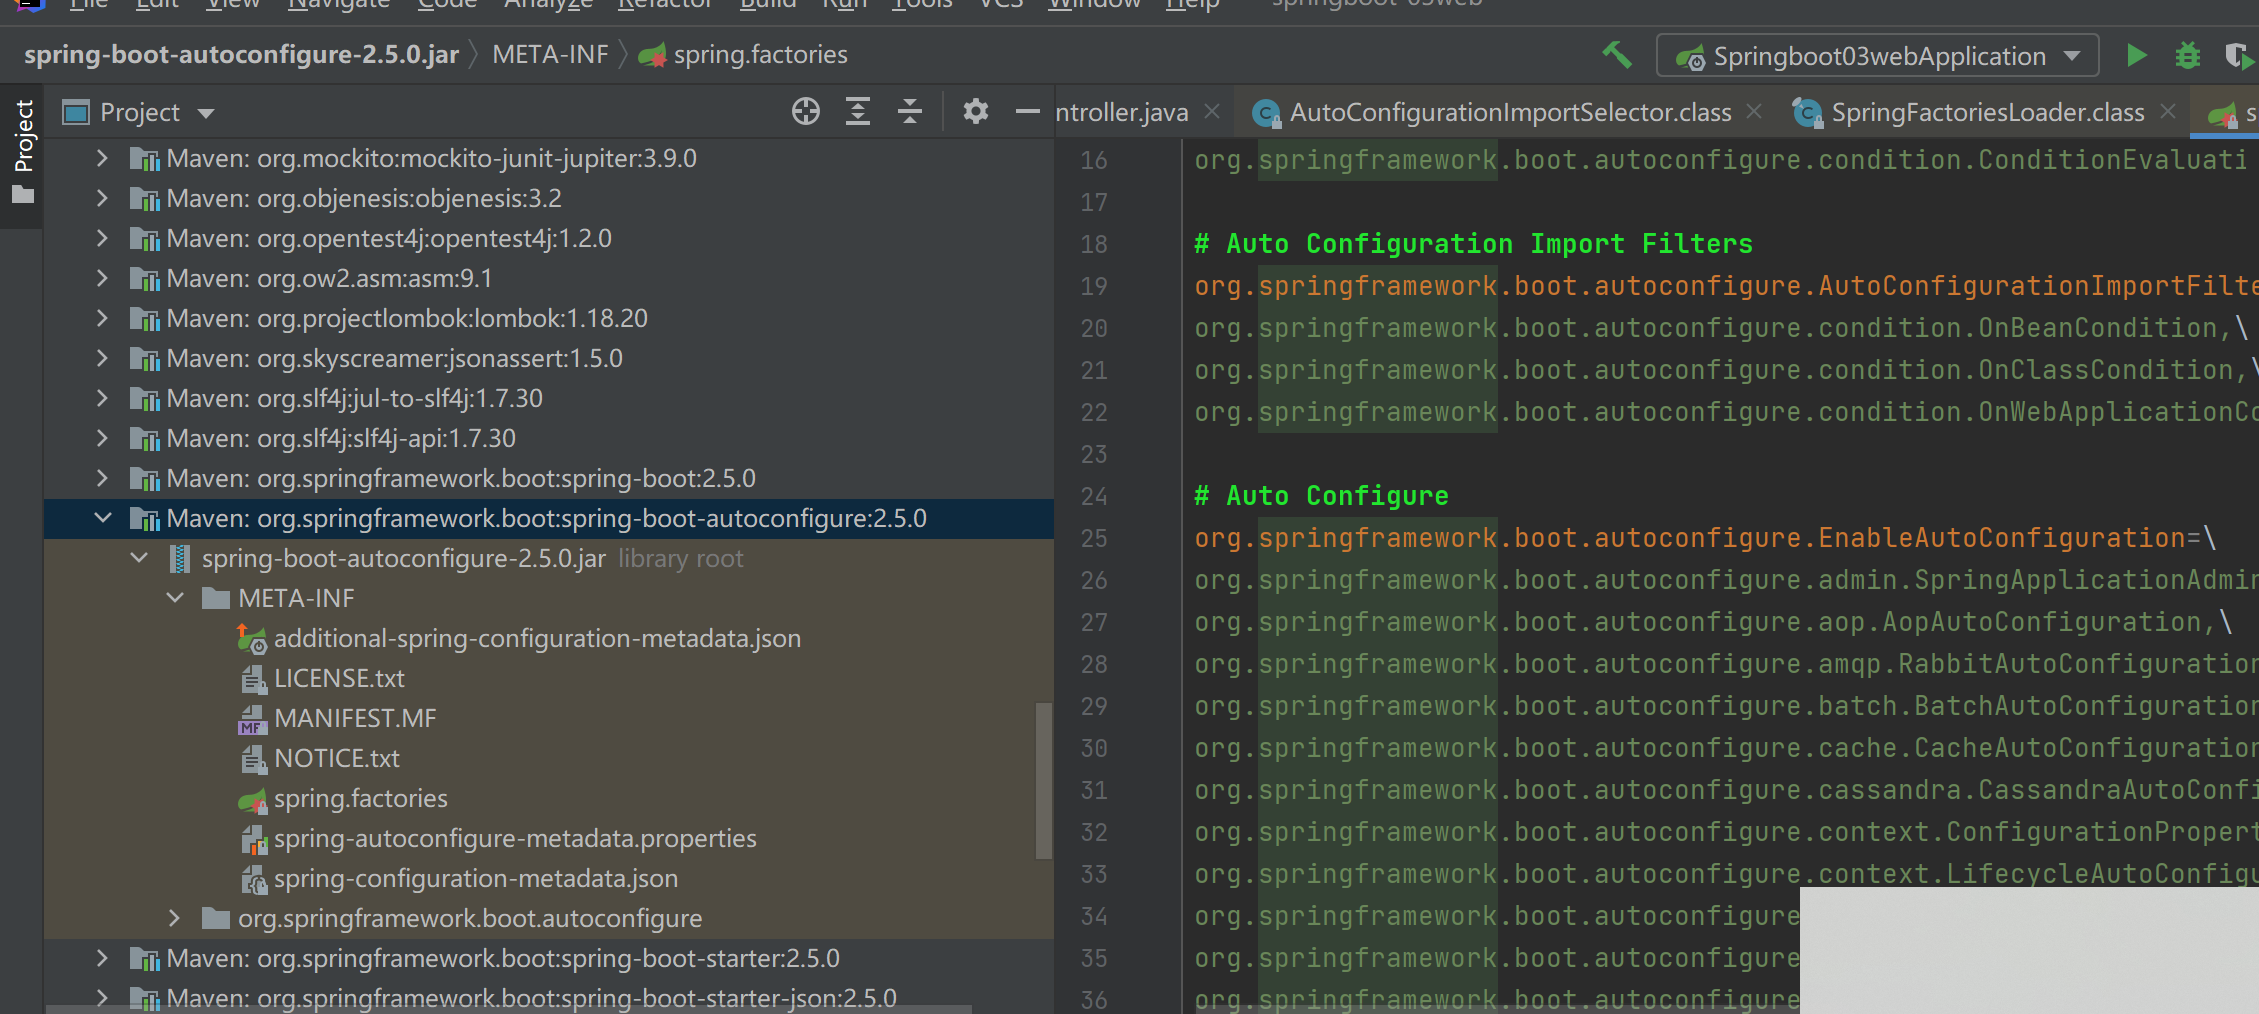 File Edit View Navigate Code Analyze Refactor Build Run Tools VCS Window Help springboot-03web
spring-boot-autoconfigure-2.5.0.jar META-INF spring.factories
Springboot03webApplication
Project
Project
ntroller.java AutoConfigurationImportSelector.class SpringFactoriesLoader.class s
Maven: org.mockito:mockito-junit-jupiter:3.9.0
Maven: org.objenesis:objenesis:3.2
Maven: org.opentest4j:opentest4j:1.2.0
Maven: org.ow2.asm:asm:9.1
Maven: org.projectlombok:lombok:1.18.20
Maven: org.skyscreamer:jsonassert:1.5.0
Maven: org.slf4j:jul-to-slf4j:1.7.30
Maven: org.slf4j:slf4j-api:1.7.30
Maven: org.springframework.boot:spring-boot:2.5.0
Maven: org.springframework.boot:spring-boot-autoconfigure:2.5.0
spring-boot-autoconfigure-2.5.0.jar library root
META-INF
additional-spring-configuration-metadata.json
LICENSE.txt
MANIFEST.MF
NOTICE.txt
spring.factories
spring-autoconfigure-metadata.properties
spring-configuration-metadata.json
org.springframework.boot.autoconfigure
Maven: org.springframework.boot:spring-boot-starter:2.5.0
Maven: org.springframework.boot:spring-boot-starter-json:2.5.0
16 org.springframework.boot.autoconfigure.condition.ConditionEvaluati
17
18 # Auto Configuration Import Filters
19 org.springframework.boot.autoconfigure.AutoConfigurationImportFilte
20 org.springframework.boot.autoconfigure.condition.OnBeanCondition,\
21 org.springframework.boot.autoconfigure.condition.OnClassCondition,\
22 org.springframework.boot.autoconfigure.condition.OnWebApplicationCo
23
24 # Auto Configure
25 org.springframework.boot.autoconfigure.EnableAutoConfiguration=\
26 org.springframework.boot.autoconfigure.admin.SpringApplicationAdmin
27 org.springframework.boot.autoconfigure.aop.AopAutoConfiguration,\
28 org.springframework.boot.autoconfigure.amqp.RabbitAutoConfiguration
29 org.springframework.boot.autoconfigure.batch.BatchAutoConfiguration
30 org.springframework.boot.autoconfigure.cache.CacheAutoConfiguration
31 org.springframework.boot.autoconfigure.cassandra.CassandraAutoConfi
32 org.springframework.boot.autoconfigure.context.ConfigurationPropert
33 org.springframework.boot.autoconfigure.context.LifecycleAutoConfigu
34 org.springframework.boot.autoconfigure
35 org.springframework.boot.autoconfigure
36 org.springframework.boot.autoconfigure